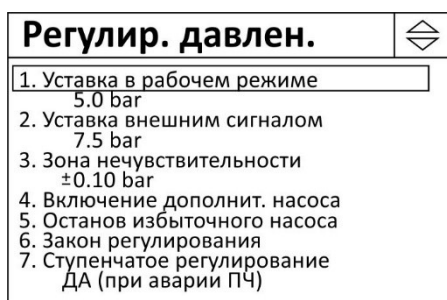 Регулир. давлен.
1. Уставка в рабочем режиме
5.0 bar
2. Уставка внешним сигналом
7.5 bar
3. Зона нечувствительности
±0.10 bar
4. Включение дополнит. насоса
5. Останов избыточного насоса
6. Закон регулирования
7. Ступенчатое регулирование
ДА (при аварии ПЧ)